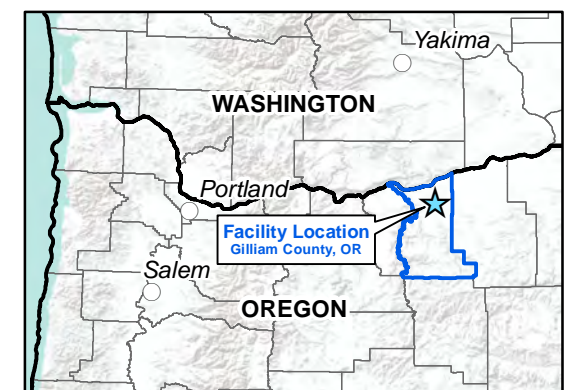 Yakima
WASHINGTON
Portland
Facility Location
Gilliam County, OR
Salem
OREGON